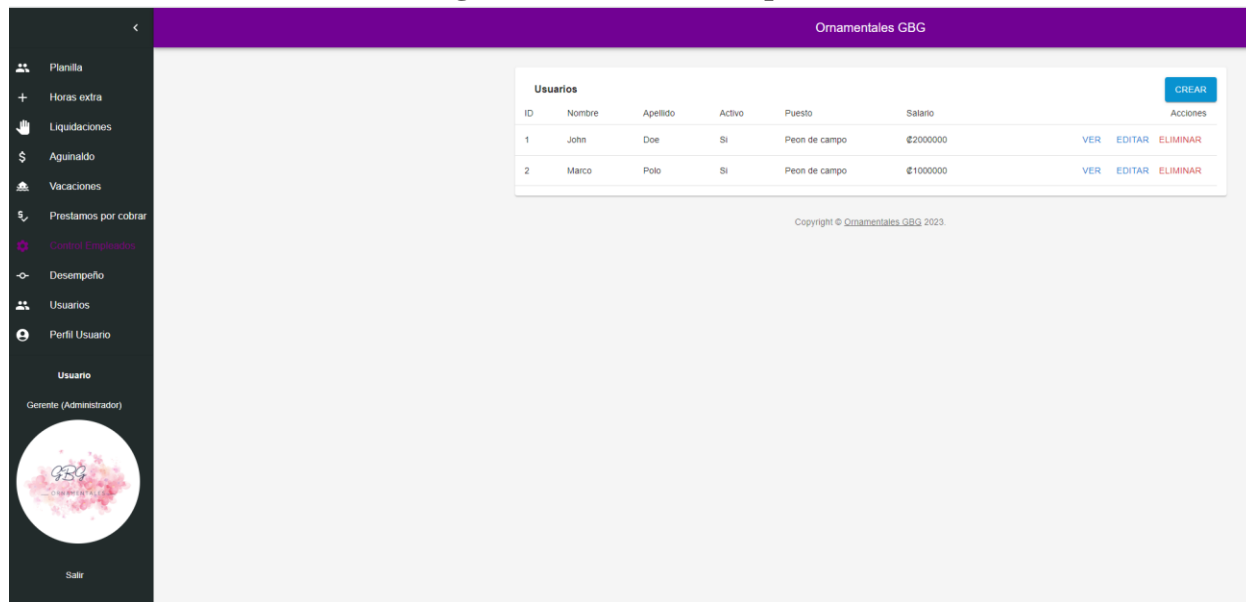 Ornamentales GBG
Planilla
Horas extra
Liquidaciones
Aguinaldo
Vacaciones
Prestamos por cobrar
Control Empleados
Desempeño
Usuarios
Perfil Usuario
Usuario
Gerente (Administrador)
GBG
ORNAMENTALES
Salir
Usuarios
CREAR
ID Nombre Apellido Activo Puesto Salario Acciones
1 John Doe Si Peon de campo ₡2000000 VER EDITAR ELIMINAR
2 Marco Polo Si Peon de campo ₡1000000 VER EDITAR ELIMINAR
Copyright © Ornamentales GBG 2023.